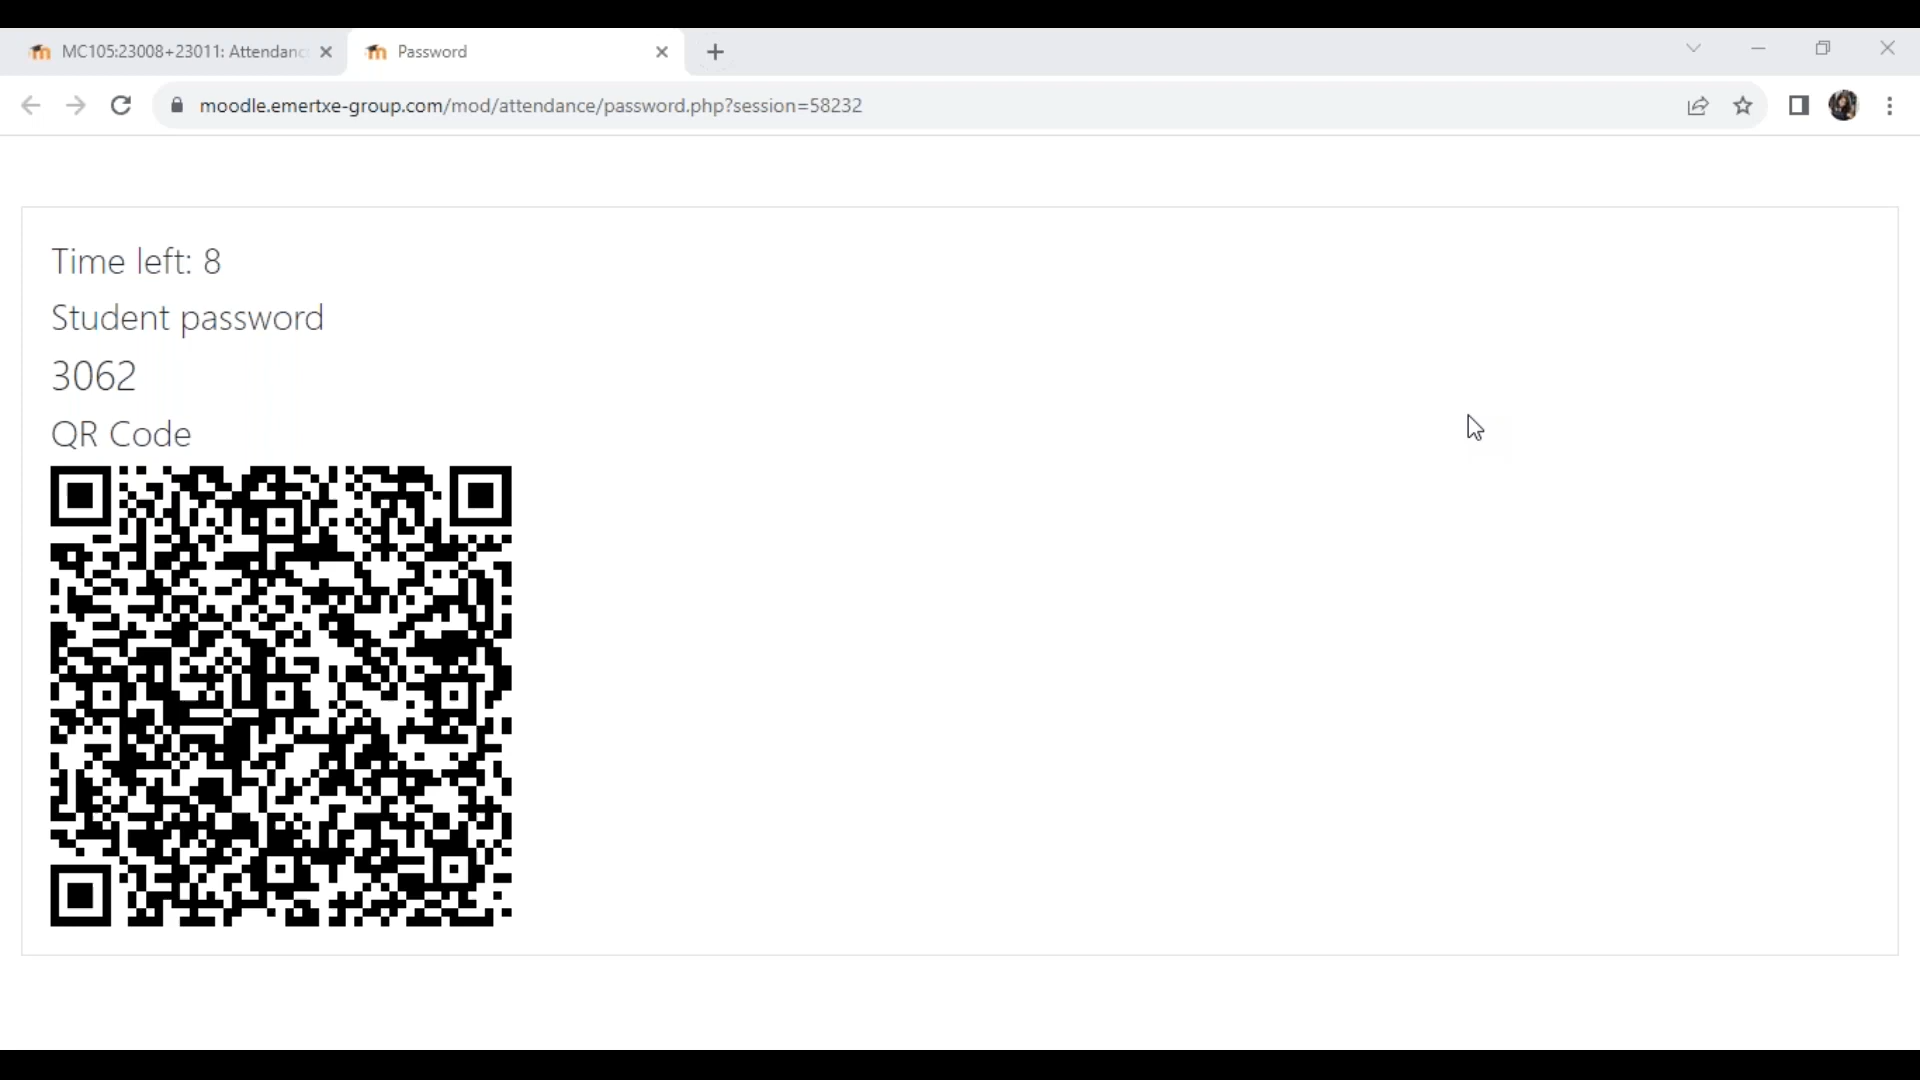 MC105:23008+23011: Attendanc
Password
moodle.emertxe-group.com/mod/attendance/password.php?session=58232
Time left: 8
Student password
3062
QR Code